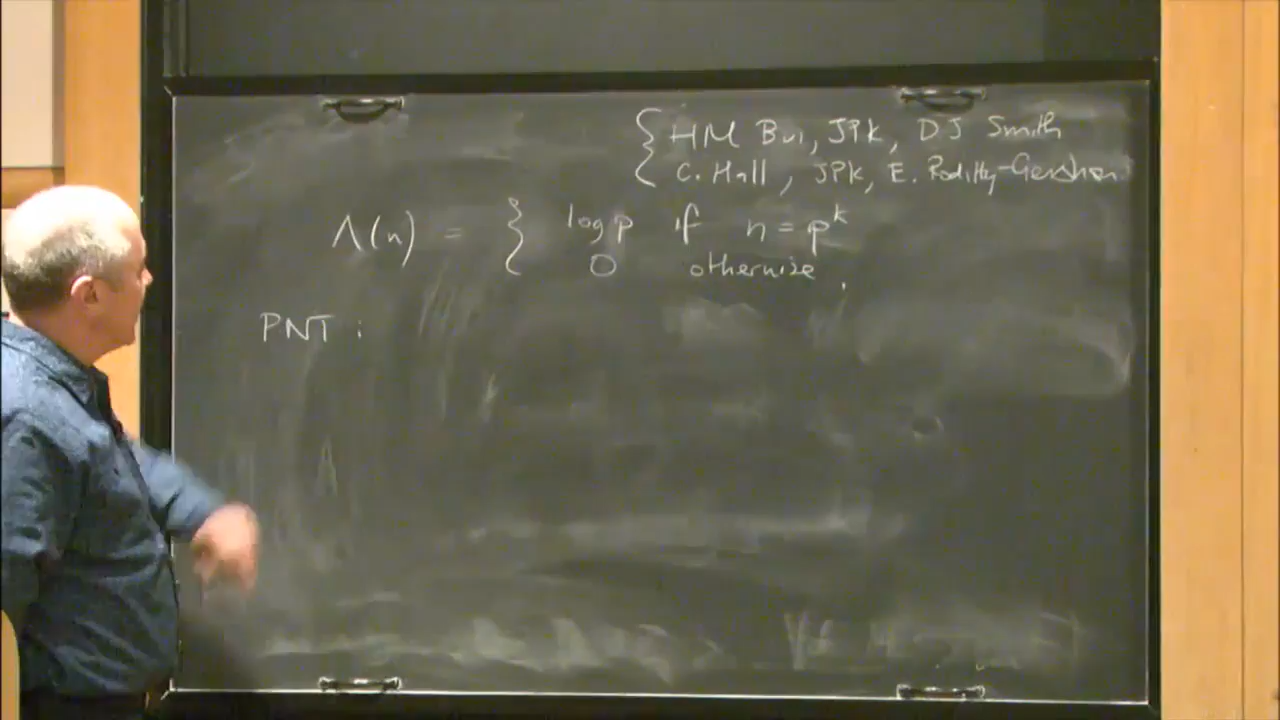 { HM Bui, JPK, DJ Smith
C. Hall, JPK, E. Roditty-Gershon
Λ(n) = { log p if n = p^k
0 otherwise.
PNT :